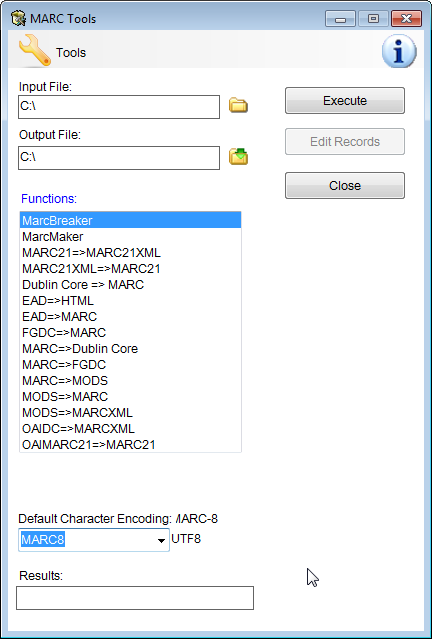 MARC Tools
Tools
Input File:
C:\
Execute
Output File:
Edit Records
C:\
Close
Functions:
MarcBreaker
MarcMaker
MARC21=>MARC21XML
MARC21XML=>MARC21
Dublin Core => MARC
EAD=>HTML
EAD=>MARC
FGDC=>MARC
MARC=>Dublin Core
MARC=>FGDC
MARC=>MODS
MODS=>MARC
MODS=>MARCXML
OAIDC=>MARCXML
OAIMARC21=>MARC21
Default Character Encoding: MARC-8
MARC8 UTF8
Results: